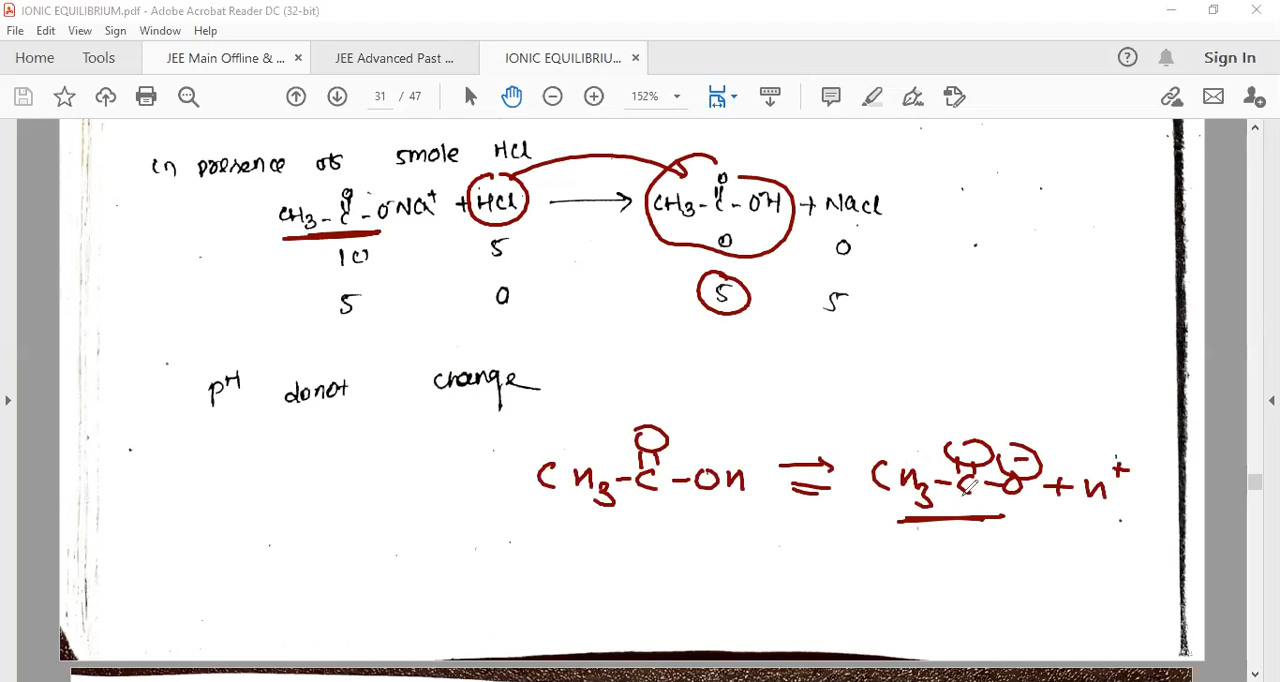 IONIC EQUILIBRIUM.pdf - Adobe Acrobat Reader DC (32-bit)
File Edit View Sign Window Help
Home Tools JEE Main Offline & ... × JEE Advanced Past ... IONIC EQUILIBRIU... × Sign In
31 / 47 152%
in presence of 5mole HCl
CH3-C-O⁻Na⁺ + HCl → CH3-C-OH + NaCl
O O
10 5 0 0
5 0 5 5
pH donot change
O O
CH3-C-OH ⇌ CH3-C-O⁻ + H⁺